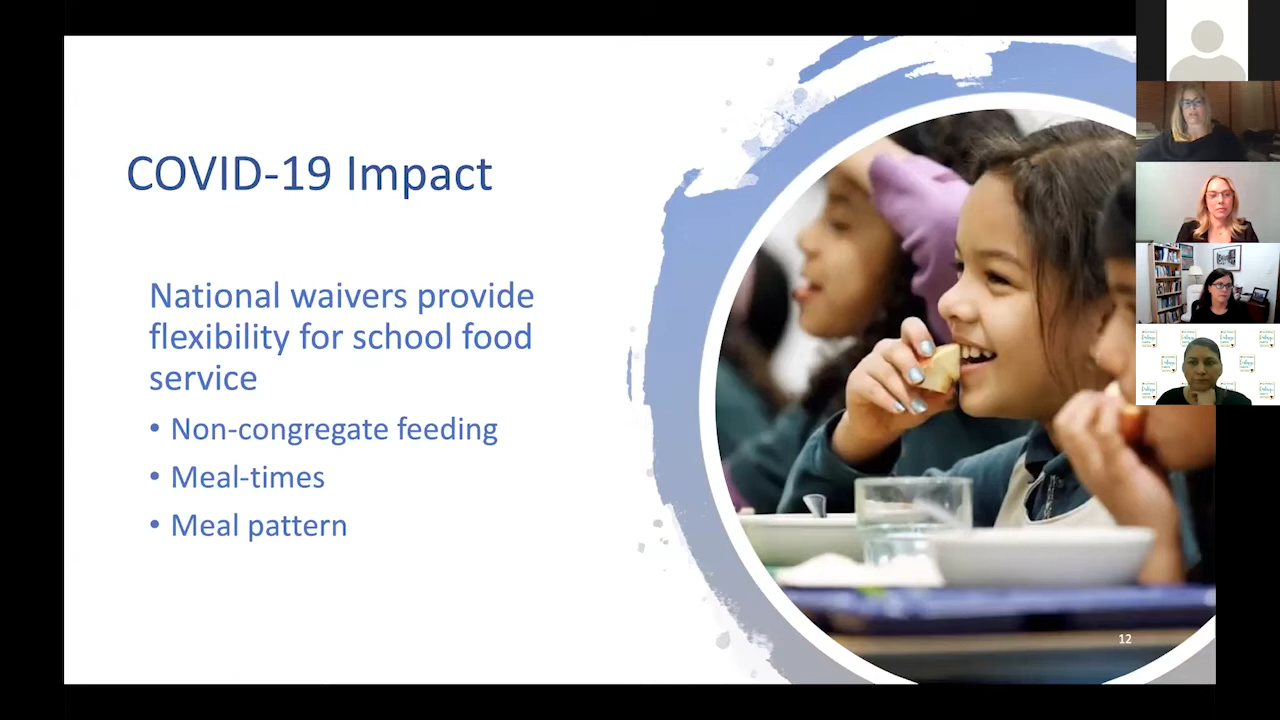 COVID-19 Impact
National waivers provide
flexibility for school food
service
• Non-congregate feeding
• Meal-times
• Meal pattern
12